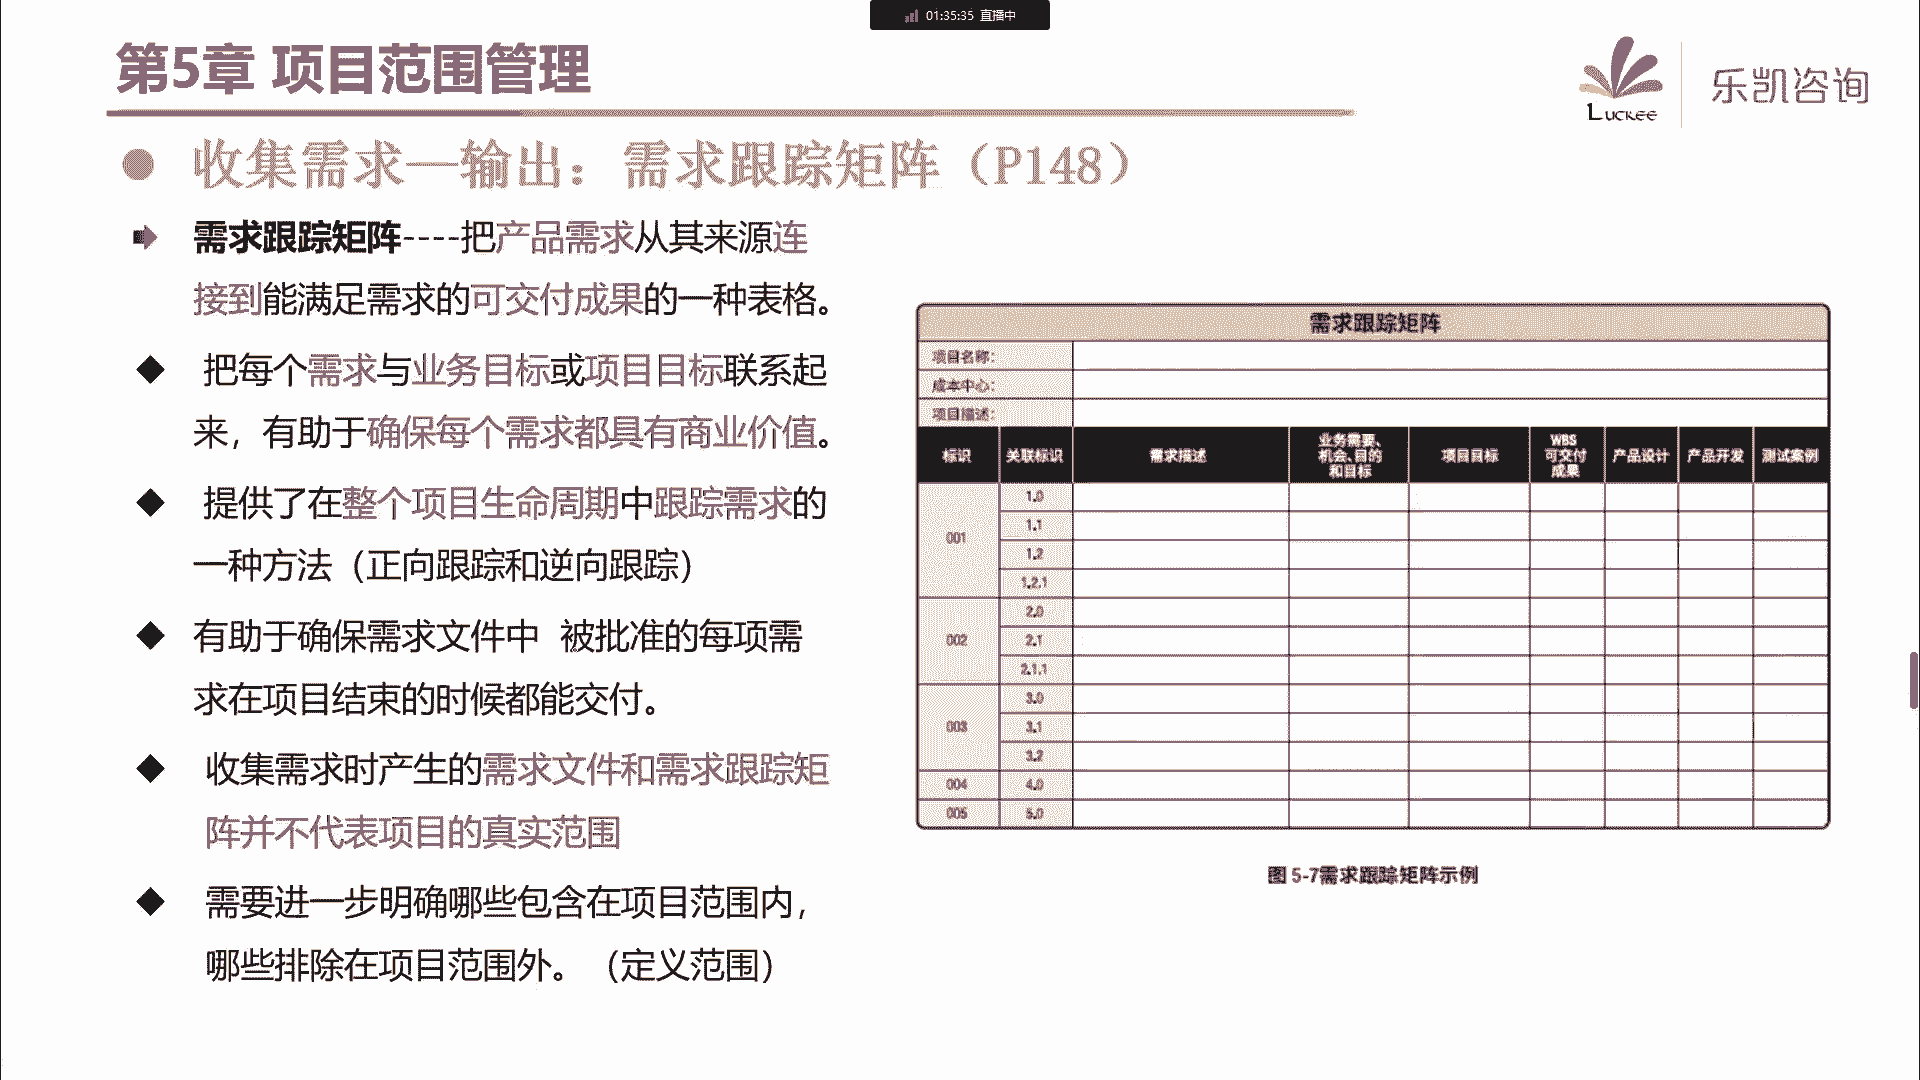 01:35:35 直播中
第5章 项目范围管理
Luckee
乐凯咨询
收集需求—输出：需求跟踪矩阵（P148）
需求跟踪矩阵----把产品需求从其来源连
接到能满足需求的可交付成果的一种表格。
把每个需求与业务目标或项目目标联系起
来，有助于确保每个需求都具有商业价值。
提供了在整个项目生命周期中跟踪需求的
一种方法（正向跟踪和逆向跟踪）
有助于确保需求文件中 被批准的每项需
求在项目结束的时候都能交付。
收集需求时产生的需求文件和需求跟踪矩
阵并不代表项目的真实范围
需要进一步明确哪些包含在项目范围内，
哪些排除在项目范围外。（定义范围）
需求跟踪矩阵
项目名称：
成本中心：
项目描述：
标识 关联标识 需求描述 业务需要、机会、目的和目标 项目目标 WBS可交付成果 产品设计 产品开发 测试案例
001 1.0
1.1
1.2
1.2.1
002 2.0
2.1
2.1.1
003 3.0
3.1
3.2
004 4.0
005 5.0
图 5-7需求跟踪矩阵示例